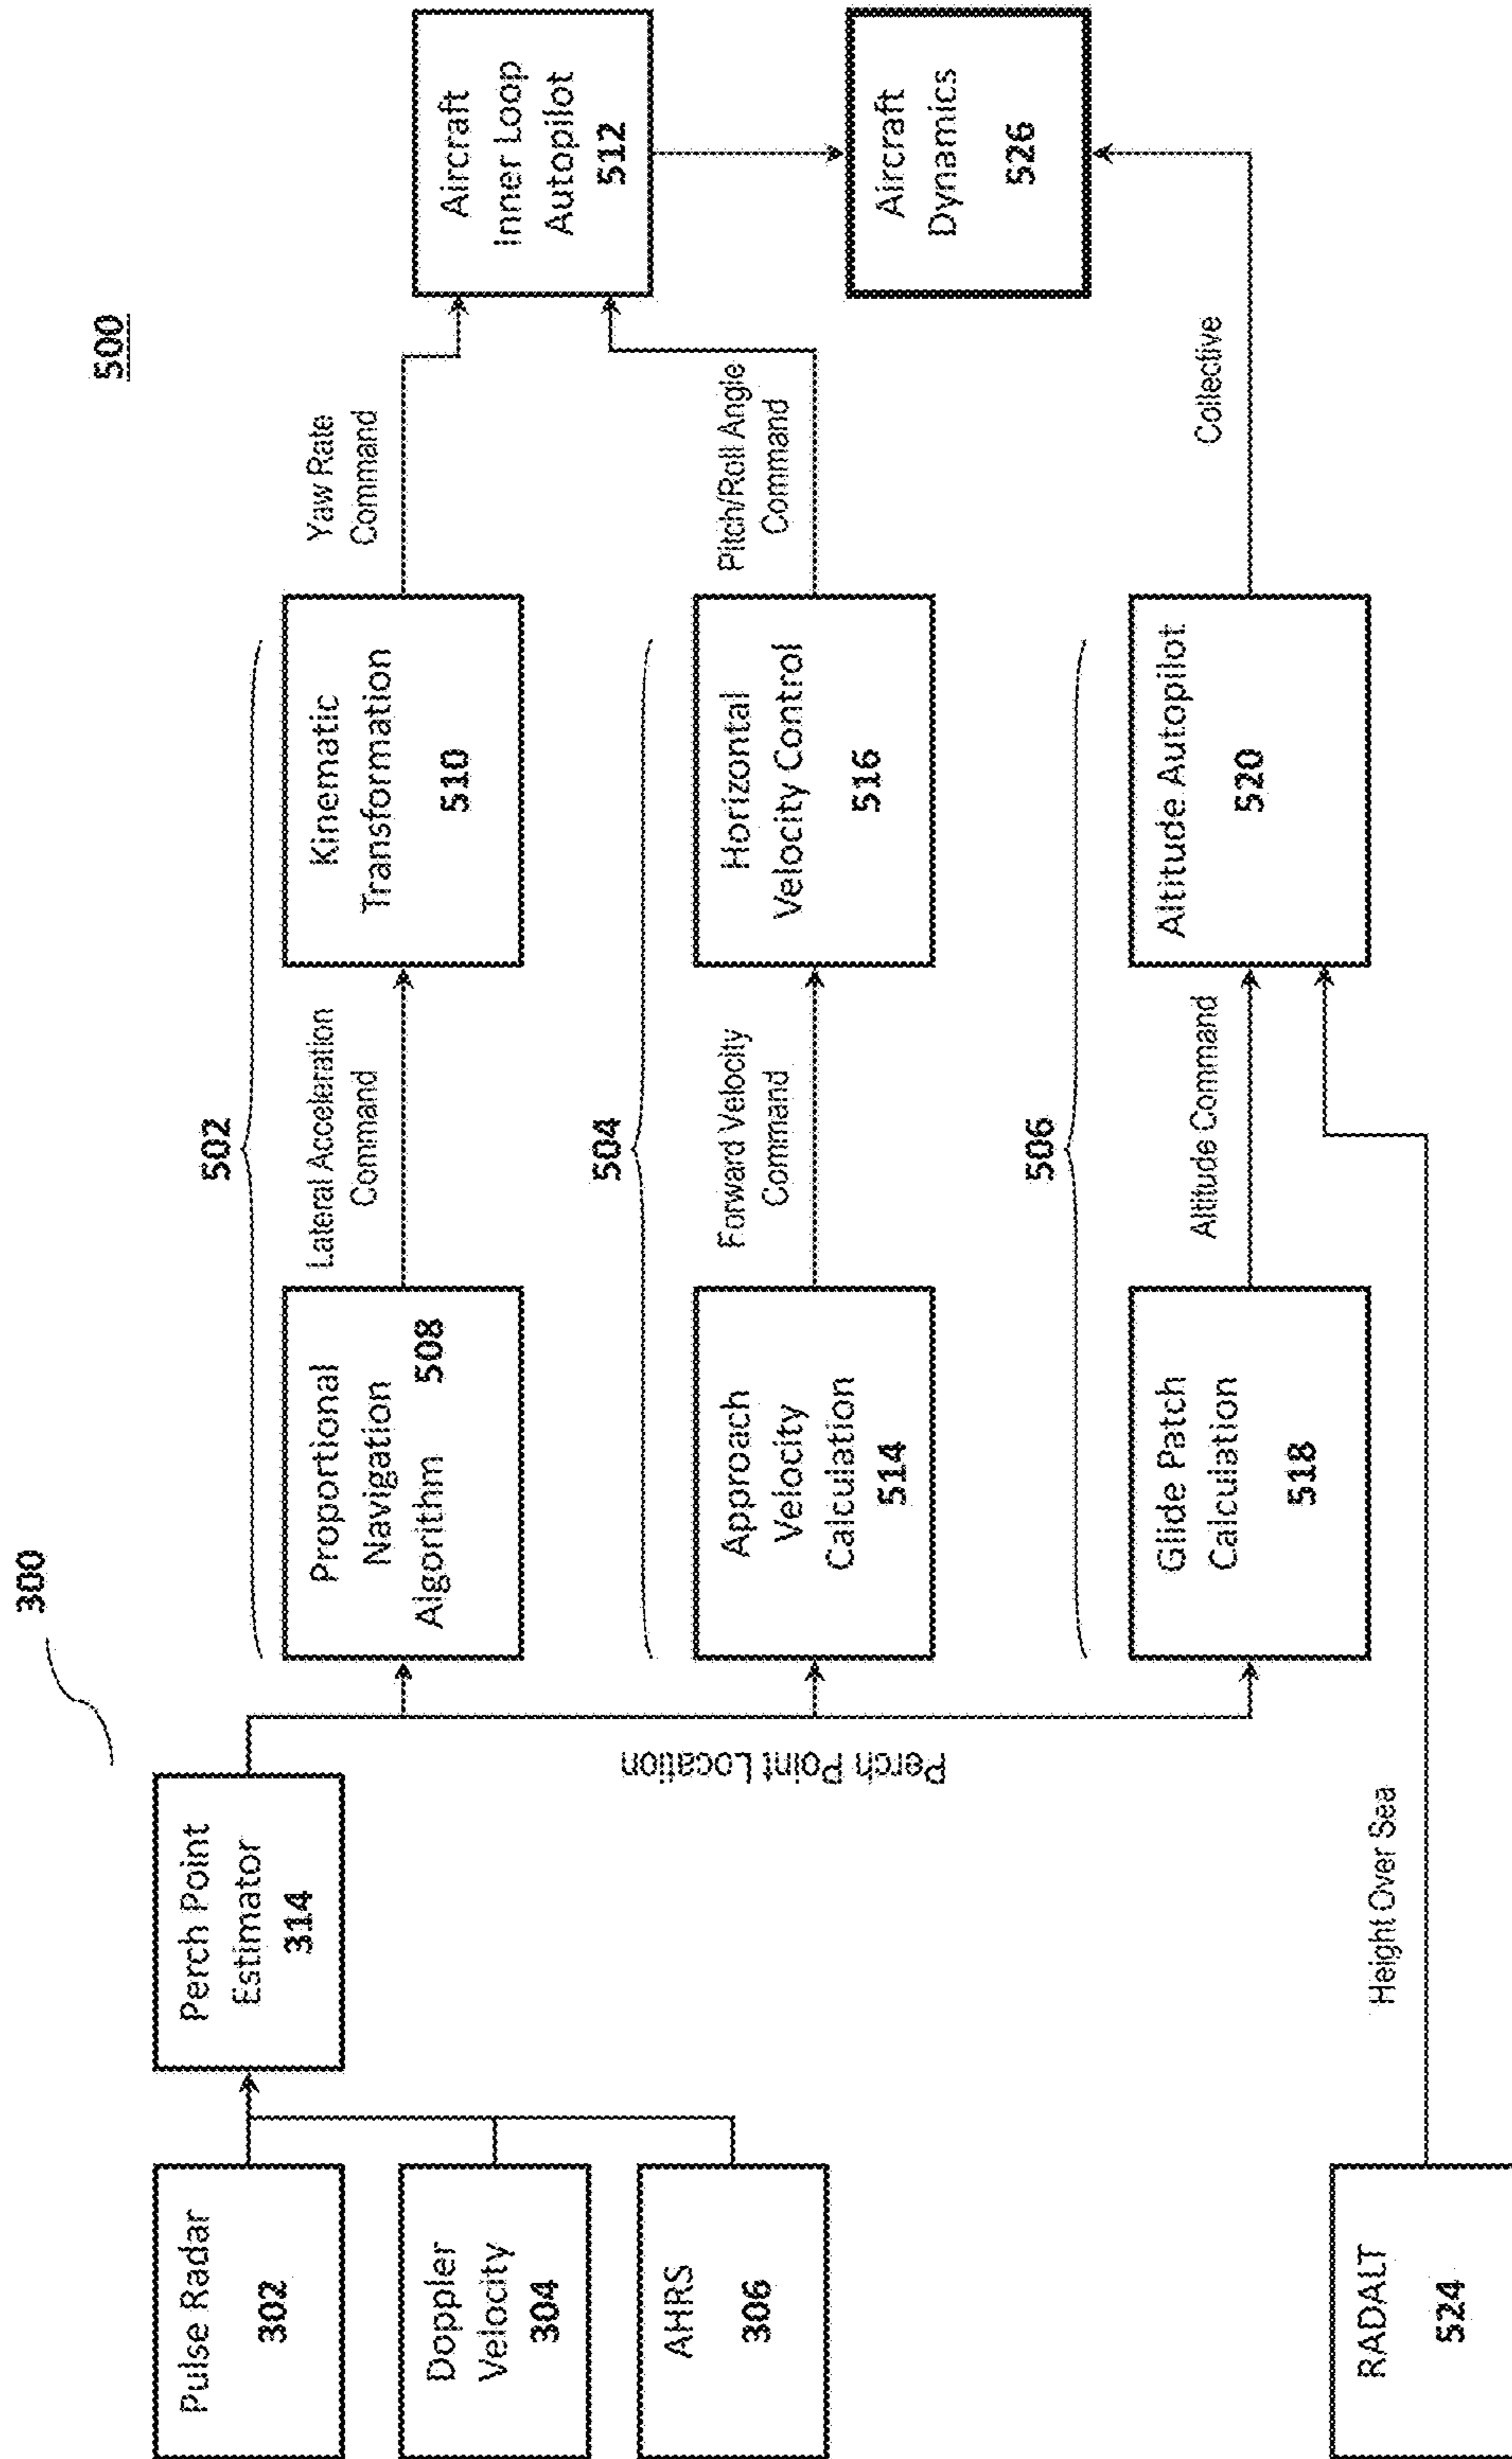 500
300
Pulse Radar
302
Doppler
Velocity
304
AHRS
306
RADALT
524
Perch Point
Estimator
314
Perch Point Location
Height Over Sea
502
Proportional
Navigation
Algorithm 508
Lateral Acceleration
Command
Kinematic
Transformation
510
Yaw Rate
Command
504
Approach
Velocity
Calculation
514
Forward Velocity
Command
Horizontal
Velocity Control
516
Pitch/Roll Angle
Command
506
Glide Patch
Calculation
518
Altitude Command
Altitude Autopilot
520
Collective
Aircraft
Inner Loop
Autopilot
512
Aircraft
Dynamics
526